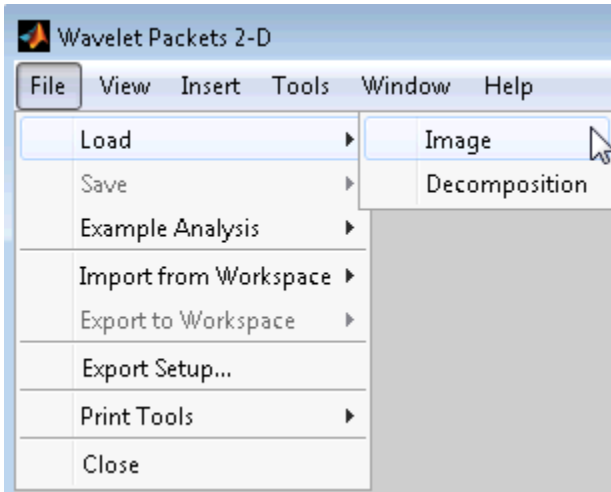 Wavelet Packets 2-D
File View Insert Tools Window Help
Load
Image
Save
Decomposition
Example Analysis
Import from Workspace
Export to Workspace
Export Setup...
Print Tools
Close